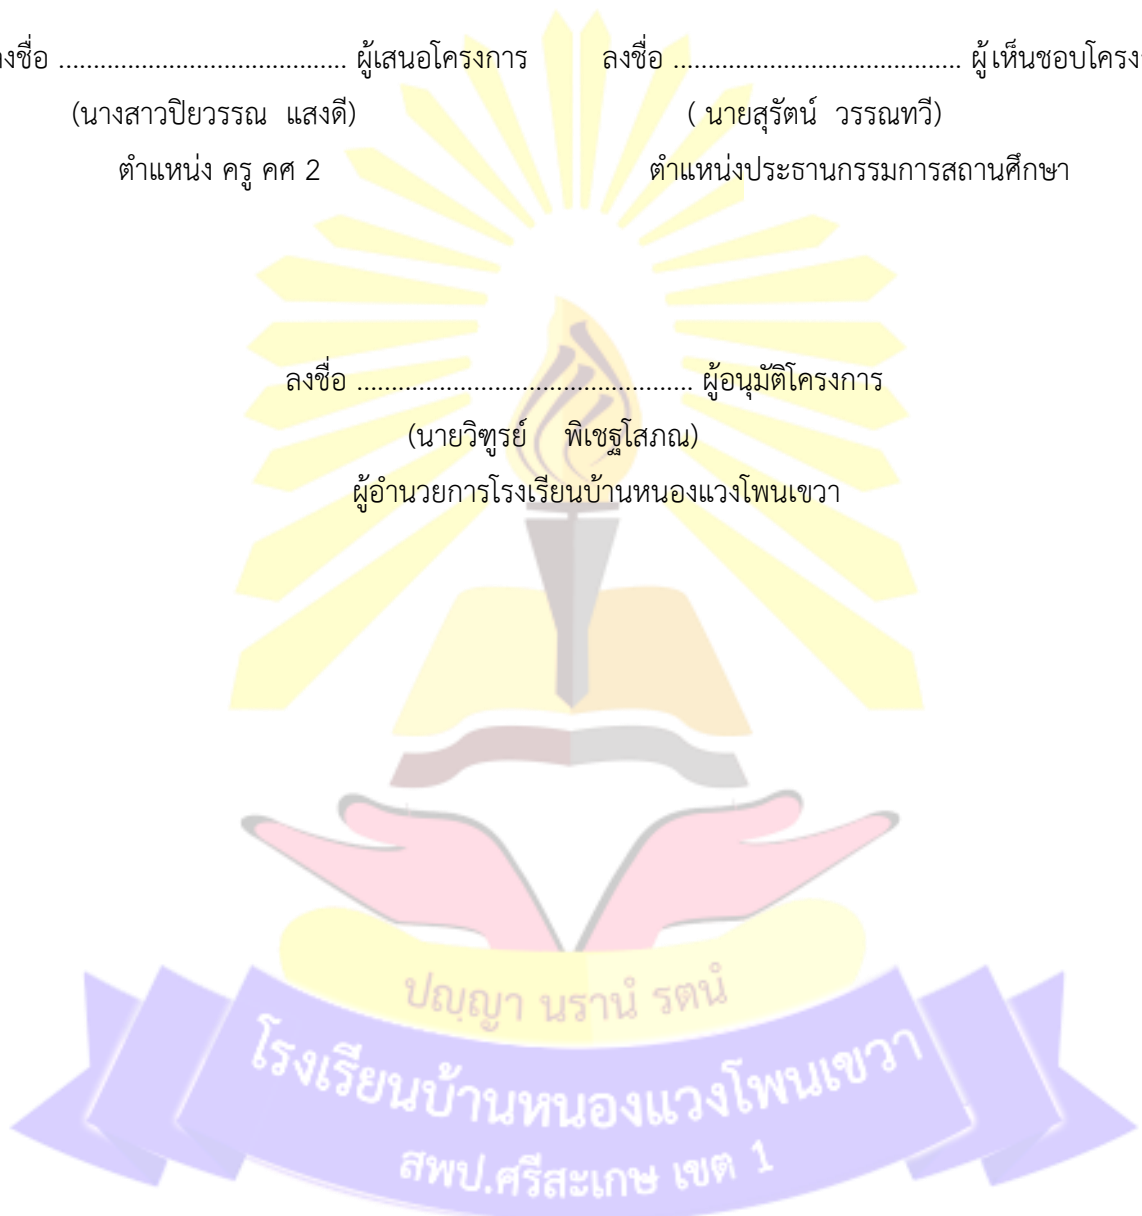 ลงชื่อ ......................................... ผู้เสนอโครงการ ลงชื่อ ......................................... ผู้เห็นชอบโครง
(นางสาวปิยวรรณ แสงดี) ( นายสุรัตน์ วรรณทวี)
ตำแหน่ง ครู คศ 2 ตำแหน่งประธานกรรมการสถานศึกษา
ลงชื่อ ................................................ ผู้อนุมัติโครงการ
(นายวิฑูรย์ พิเชฐโสภณ)
ผู้อำนวยการโรงเรียนบ้านหนองแวงโพนเขวา
ปญฺญา นรานํ รตนํ
โรงเรียนบ้านหนองแวงโพนเขวา
สพป.ศรีสะเกษ เขต 1